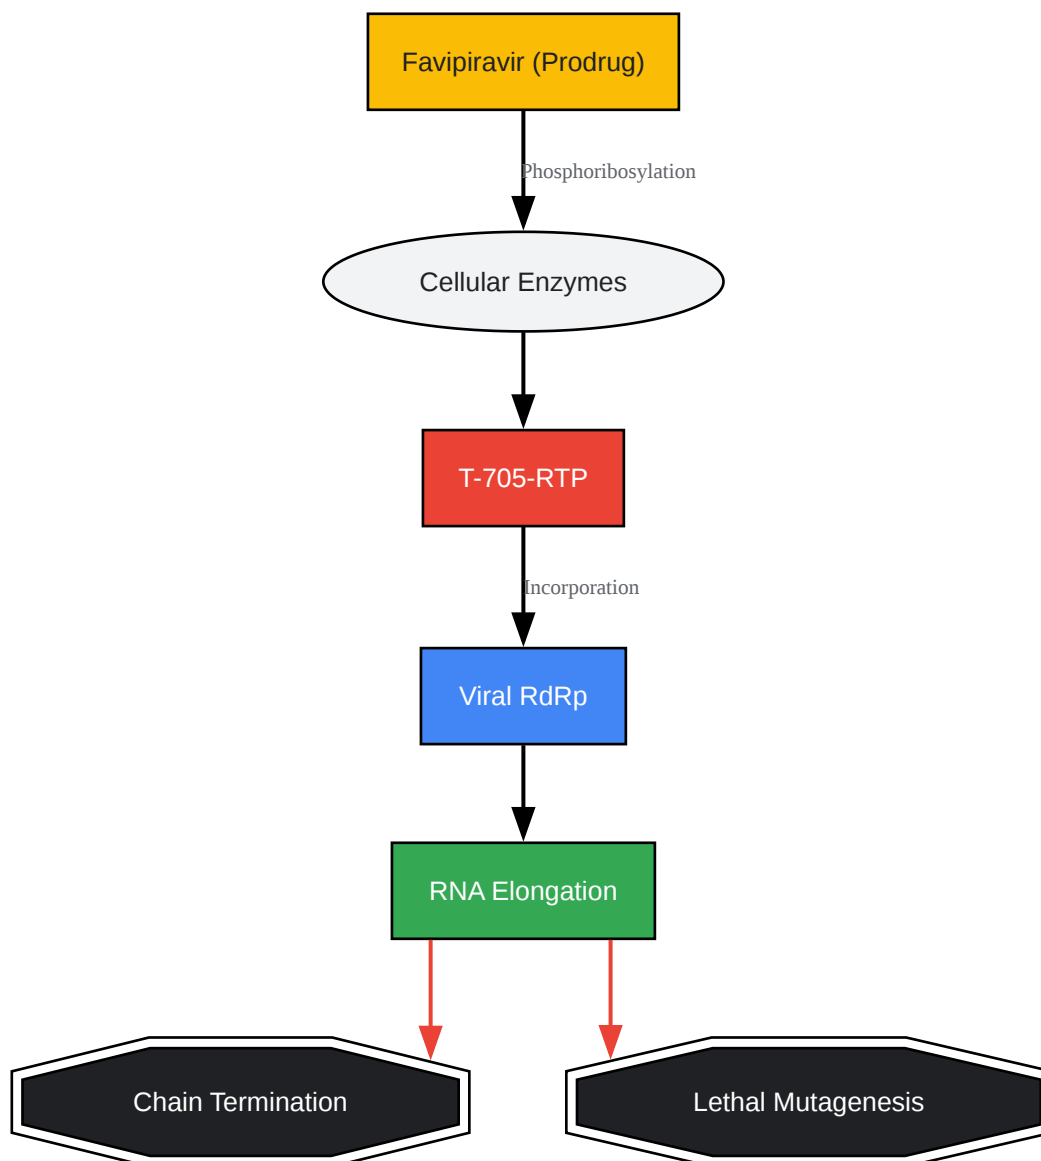 Favipiravir (Prodrug)
Phosphoribosylation
Cellular Enzymes
T-705-RTP
Incorporation
Viral RdRp
RNA Elongation
Chain Termination
Lethal Mutagenesis